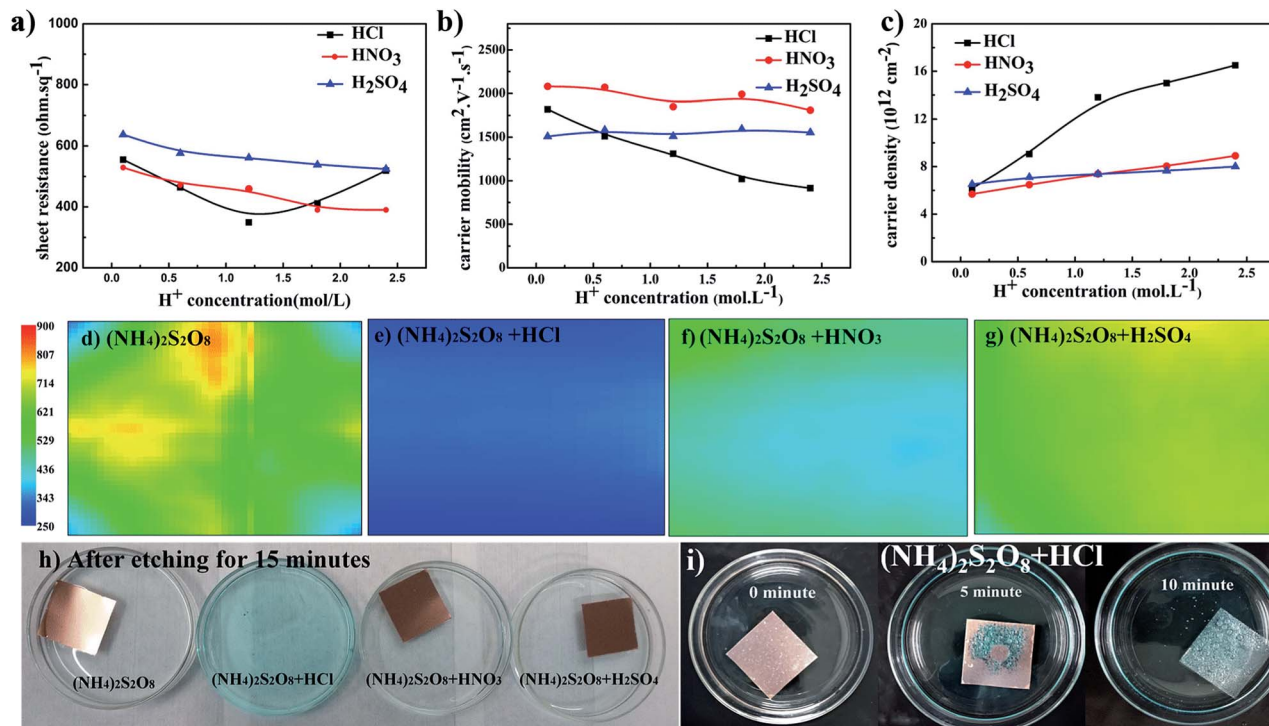 a)
1000
800
600
400
200
0.0 0.5 1.0 1.5 2.0 2.5
sheet resistance (ohm.sq⁻¹)
H⁺ concentration(mol/L)
HCl
HNO₃
H₂SO₄
b)
2500
2000
1750
1500
1250
1000
750
500
250
0
0.0 0.5 1.0 1.5 2.0 2.5
carrier mobility (cm².V⁻¹.s⁻¹)
H⁺ concentration (mol.L⁻¹)
HCl
HNO₃
H₂SO₄
c)
20
16
12
8
4
0
0.0 0.5 1.0 1.5 2.0 2.5
carrier density (10¹² cm⁻²)
H⁺ concentration (mol.L⁻¹)
HCl
HNO₃
H₂SO₄
900
807
714
621
529
436
343
250
d) (NH₄)₂S₂O₈
e) (NH₄)₂S₂O₈ +HCl
f) (NH₄)₂S₂O₈ +HNO₃
g) (NH₄)₂S₂O₈+H₂SO₄
h) After etching for 15 minutes
(NH₄)₂S₂O₈
(NH₄)₂S₂O₈+HCl
(NH₄)₂S₂O₈+HNO₃
(NH₄)₂S₂O₈+H₂SO₄
i)
(NH₄)₂S₂O₈+HCl
0 minute
5 minute
10 minute